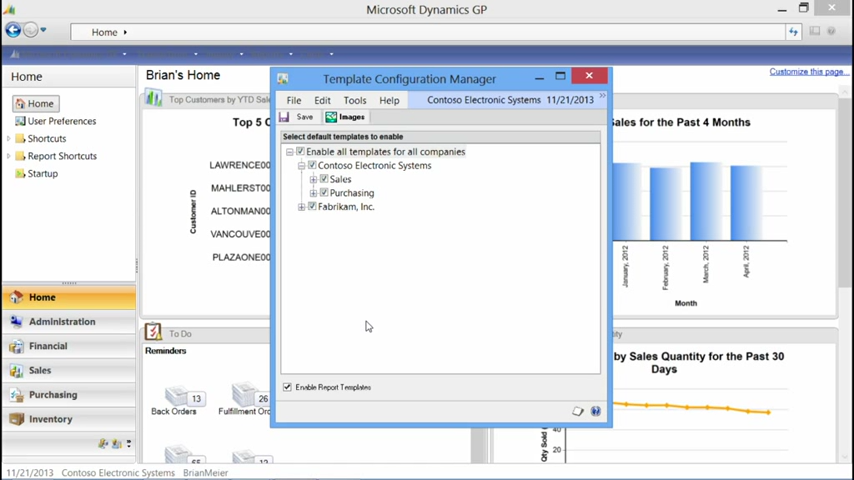 Microsoft Dynamics GP
Home
Home
Brian's Home
Customize this page...
Home
User Preferences
Shortcuts
Report Shortcuts
Startup
Top Customers by YTD Sal
Top 5 C
LAWRENCE00
MAHLERST00
ALTONMAN00
VANCOUVE00
PLAZAONE00
Customer ID
Template Configuration Manager
File Edit Tools Help
Contoso Electronic Systems 11/21/2013
Save
Images
Select default templates to enable
Enable all templates for all companies
Contoso Electronic Systems
Sales
Purchasing
Fabrikam, Inc.
Enable Report Templates
Sales for the Past 4 Months
January, 2012
February, 2012
March, 2012
April, 2012
Month
Home
Administration
Financial
Sales
Purchasing
Inventory
To Do
Reminders
13
26
Back Orders
Fulfillment Or
by Sales Quantity for the Past 30
Days
Qty Sold
40
20
11/21/2013 Contoso Electronic Systems BrianMeier